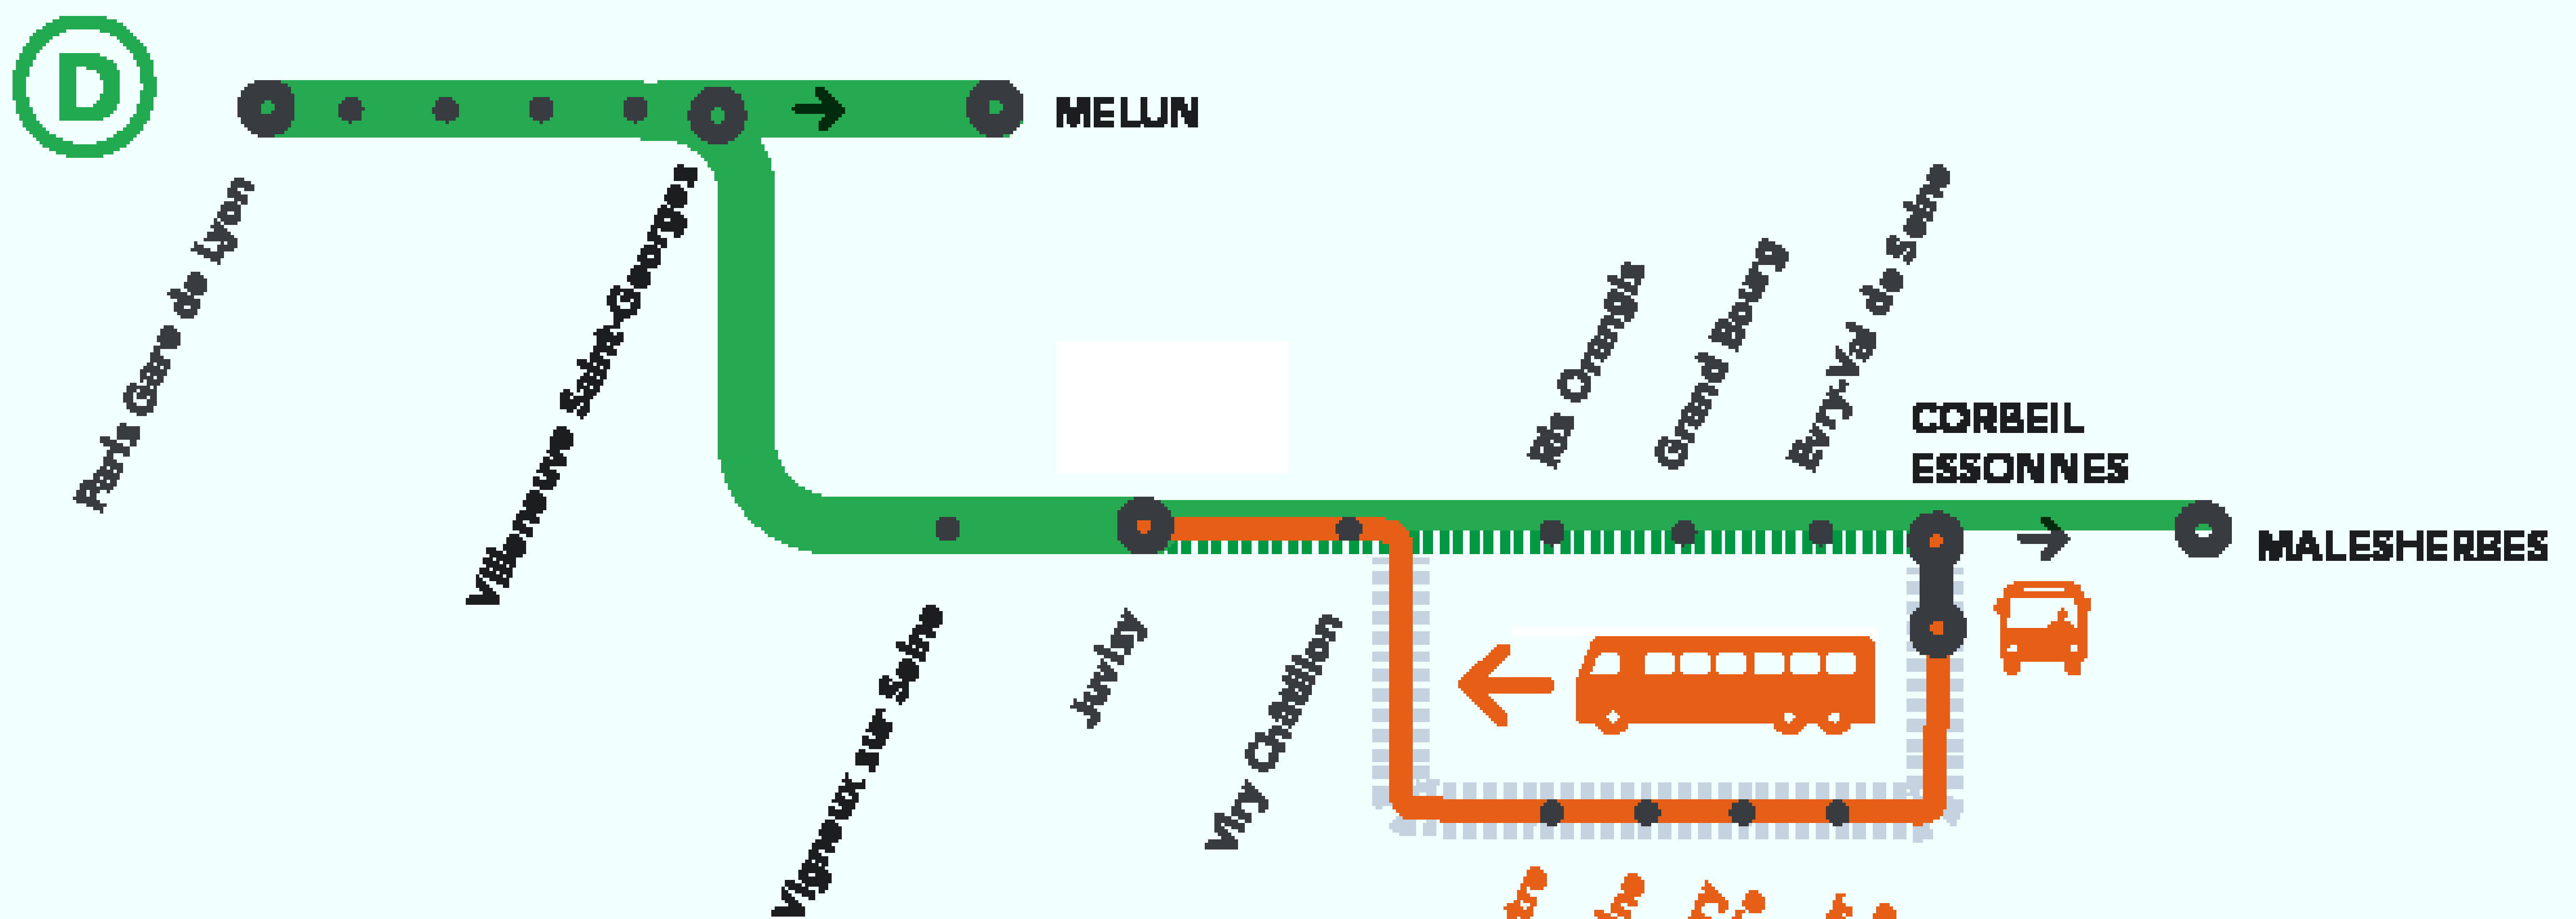 D
MELUN
Paris Gare de Lyon
Villeneuve Saint-Georges
Vigneux sur Seine
Juvisy
Viry Châtillon
Ris Orangis
Grand Bourg
Evry-Val de Seine
CORBEIL
ESSONNES
MALESHERBES